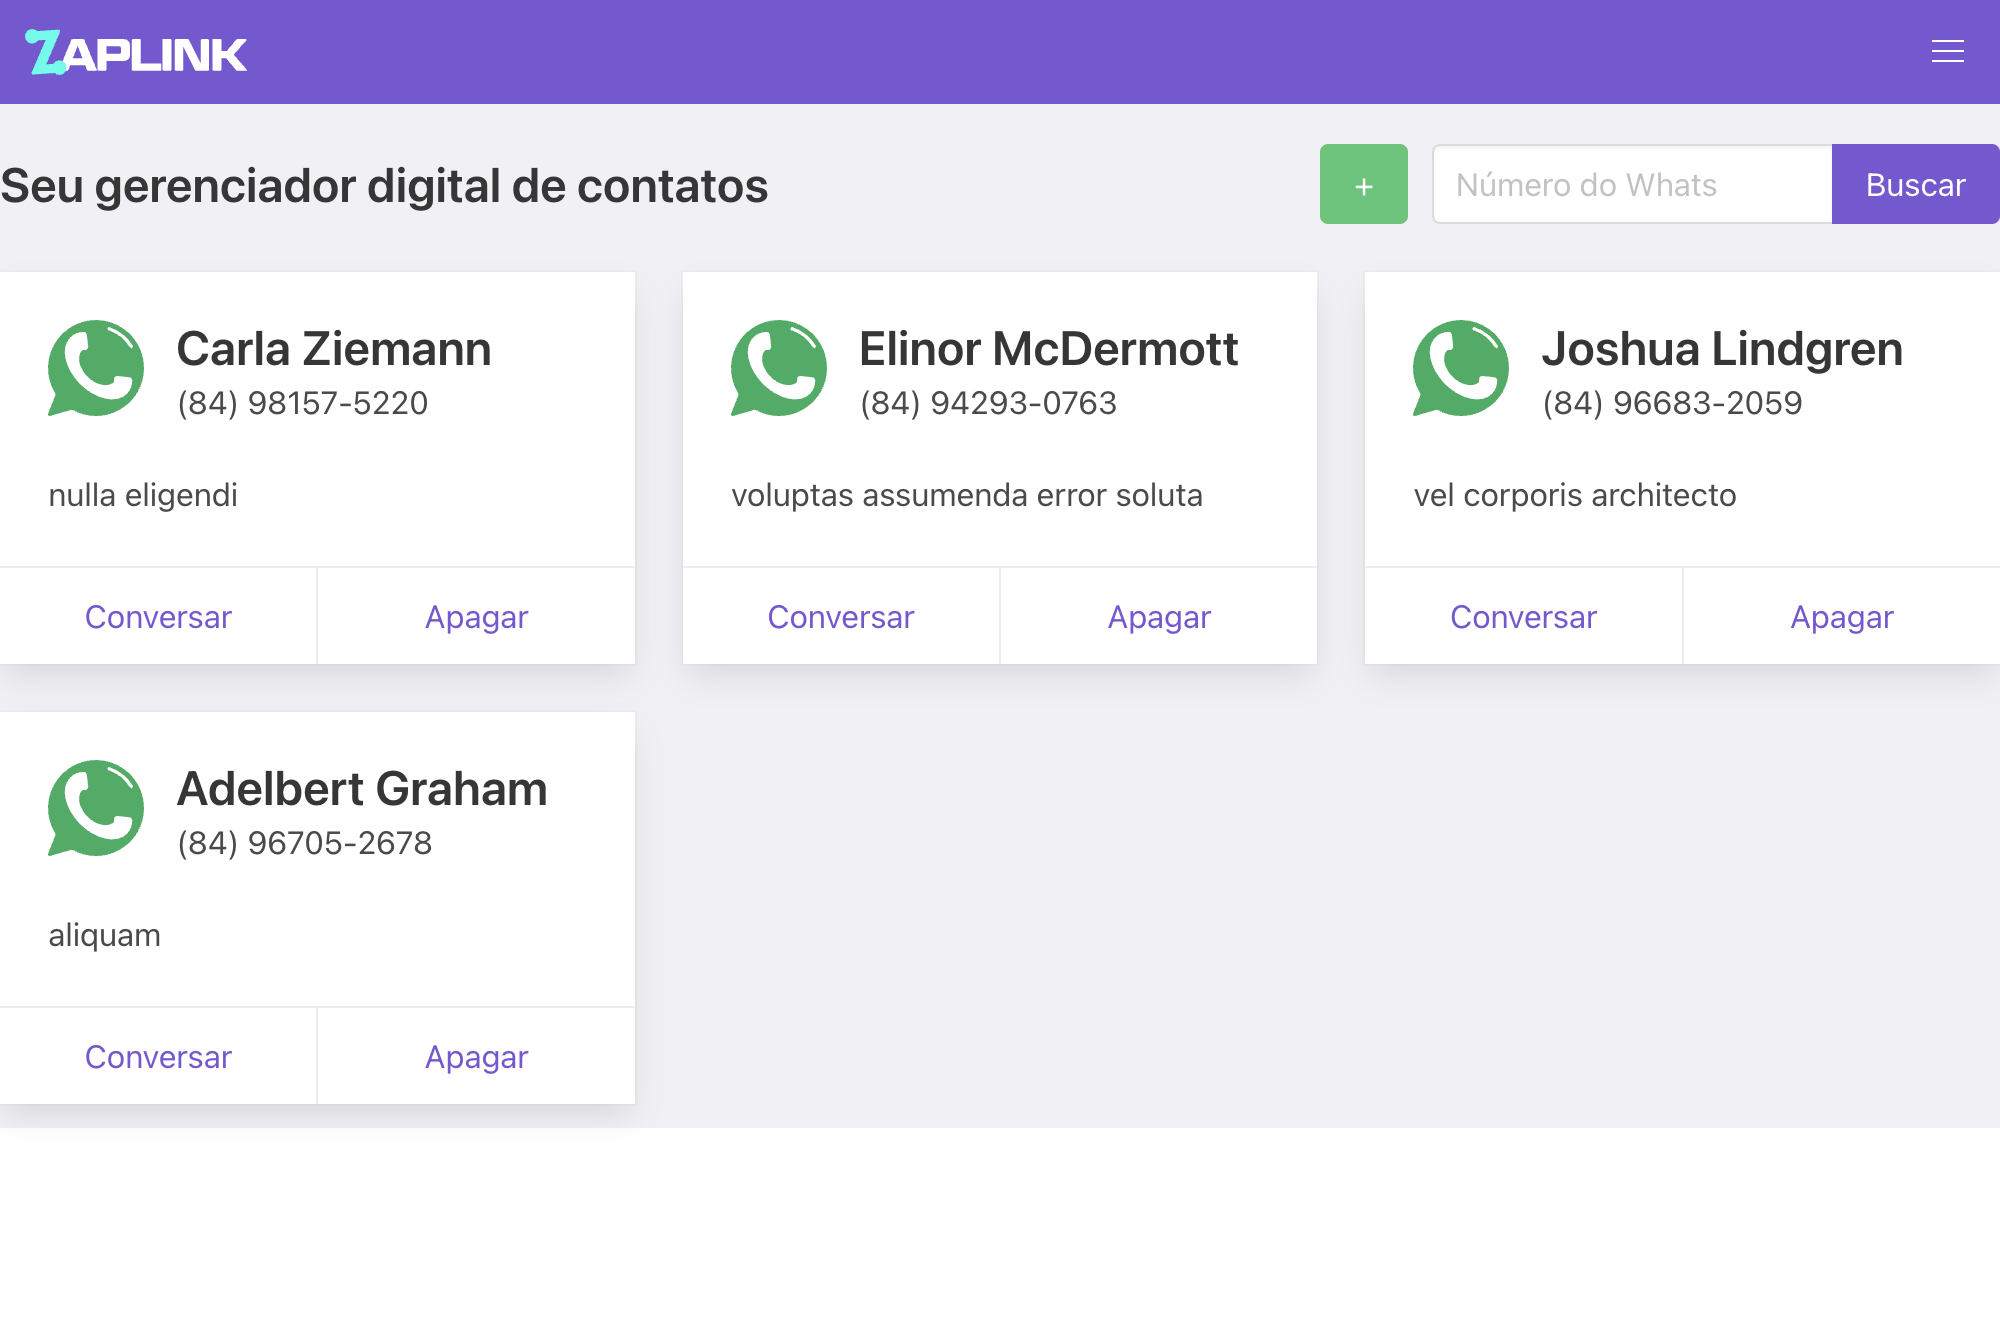 ZAPLINK
Seu gerenciador digital de contatos
+
Número do Whats
Buscar
Carla Ziemann
(84) 98157-5220
nulla eligendi
Conversar
Apagar
Elinor McDermott
(84) 94293-0763
voluptas assumenda error soluta
Conversar
Apagar
Joshua Lindgren
(84) 96683-2059
vel corporis architecto
Conversar
Apagar
Adelbert Graham
(84) 96705-2678
aliquam
Conversar
Apagar